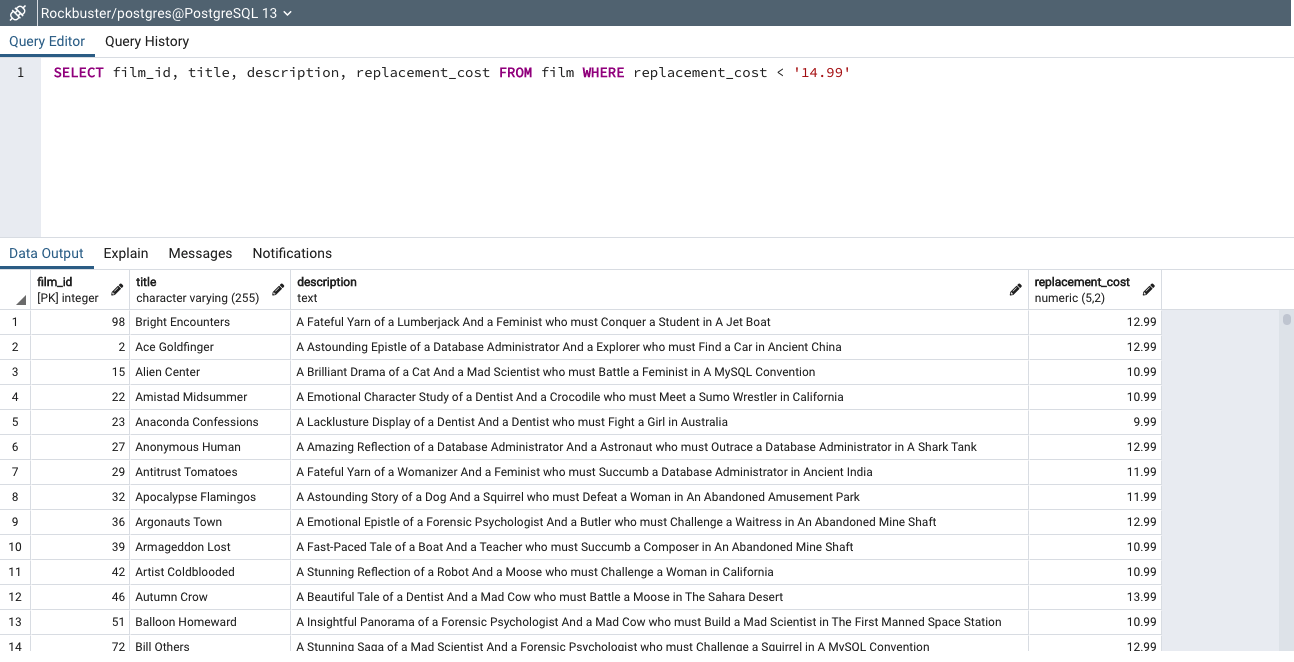 Rockbuster/postgres@PostgreSQL 13
Query Editor Query History
1 SELECT film_id, title, description, replacement_cost FROM film WHERE replacement_cost < '14.99'
Data Output Explain Messages Notifications
film_id title description replacement_cost
[PK] integer character varying (255) text numeric (5,2)
1 98 Bright Encounters A Fateful Yarn of a Lumberjack And a Feminist who must Conquer a Student in A Jet Boat 12.99
2 2 Ace Goldfinger A Astounding Epistle of a Database Administrator And a Explorer who must Find a Car in Ancient China 12.99
3 15 Alien Center A Brilliant Drama of a Cat And a Mad Scientist who must Battle a Feminist in A MySQL Convention 10.99
4 22 Amistad Midsummer A Emotional Character Study of a Dentist And a Crocodile who must Meet a Sumo Wrestler in California 10.99
5 23 Anaconda Confessions A Lacklusture Display of a Dentist And a Dentist who must Fight a Girl in Australia 9.99
6 27 Anonymous Human A Amazing Reflection of a Database Administrator And a Astronaut who must Outrace a Database Administrator in A Shark Tank 12.99
7 29 Antitrust Tomatoes A Fateful Yarn of a Womanizer And a Feminist who must Succumb a Database Administrator in Ancient India 11.99
8 32 Apocalypse Flamingos A Astounding Story of a Dog And a Squirrel who must Defeat a Woman in An Abandoned Amusement Park 11.99
9 36 Argonauts Town A Emotional Epistle of a Forensic Psychologist And a Butler who must Challenge a Waitress in An Abandoned Mine Shaft 12.99
10 39 Armageddon Lost A Fast-Paced Tale of a Boat And a Teacher who must Succumb a Composer in An Abandoned Mine Shaft 10.99
11 42 Artist Coldblooded A Stunning Reflection of a Robot And a Moose who must Challenge a Woman in California 10.99
12 46 Autumn Crow A Beautiful Tale of a Dentist And a Mad Cow who must Battle a Moose in The Sahara Desert 13.99
13 51 Balloon Homeward A Insightful Panorama of a Forensic Psychologist And a Mad Cow who must Build a Mad Scientist in The First Manned Space Station 10.99
14 72 Bill Others A Stunning Saga of a Mad Scientist And a Forensic Psychologist who must Challenge a Squirrel in A MySQL Convention 12.99